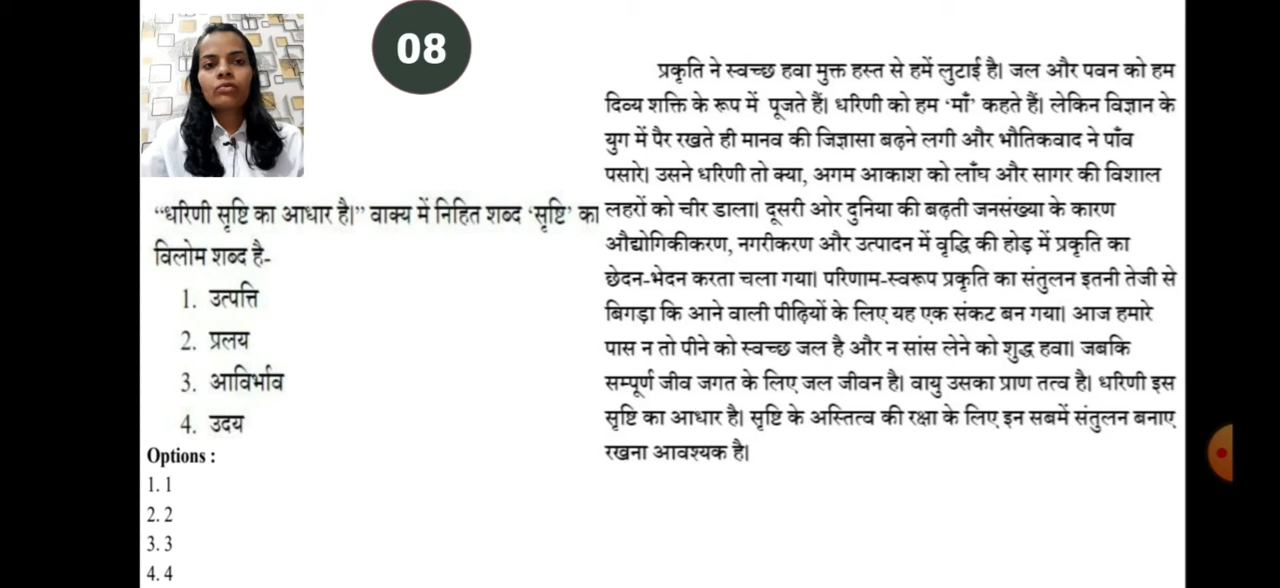 08
“धरिणी सृष्टि का आधार है।” वाक्य में निहित शब्द ‘सृष्टि’ का
विलोम शब्द है-
1. उत्पत्ति
2. प्रलय
3. आविर्भाव
4. उदय
Options :
1. 1
2. 2
3. 3
4. 4
प्रकृति ने स्वच्छ हवा मुक्त हस्त से हमें लुटाई है। जल और पवन को हम
दिव्य शक्ति के रूप में पूजते हैं। धरिणी को हम ‘माँ’ कहते हैं। लेकिन विज्ञान के
युग में पैर रखते ही मानव की जिज्ञासा बढ़ने लगी और भौतिकवाद ने पाँव
पसारे। उसने धरिणी तो क्या, अगम आकाश को लाँघ और सागर की विशाल
लहरों को चीर डाला। दूसरी ओर दुनिया की बढ़ती जनसंख्या के कारण
औद्योगिकीकरण, नगरीकरण और उत्पादन में वृद्धि की होड़ में प्रकृति का
छेदन-भेदन करता चला गया। परिणाम-स्वरूप प्रकृति का संतुलन इतनी तेजी से
बिगड़ा कि आने वाली पीढ़ियों के लिए यह एक संकट बन गया। आज हमारे
पास न तो पीने को स्वच्छ जल है और न सांस लेने को शुद्ध हवा। जबकि
सम्पूर्ण जीव जगत के लिए जल जीवन है। वायु उसका प्राण तत्व है। धरिणी इस
सृष्टि का आधार है। सृष्टि के अस्तित्व की रक्षा के लिए इन सबमें संतुलन बनाए
रखना आवश्यक है।